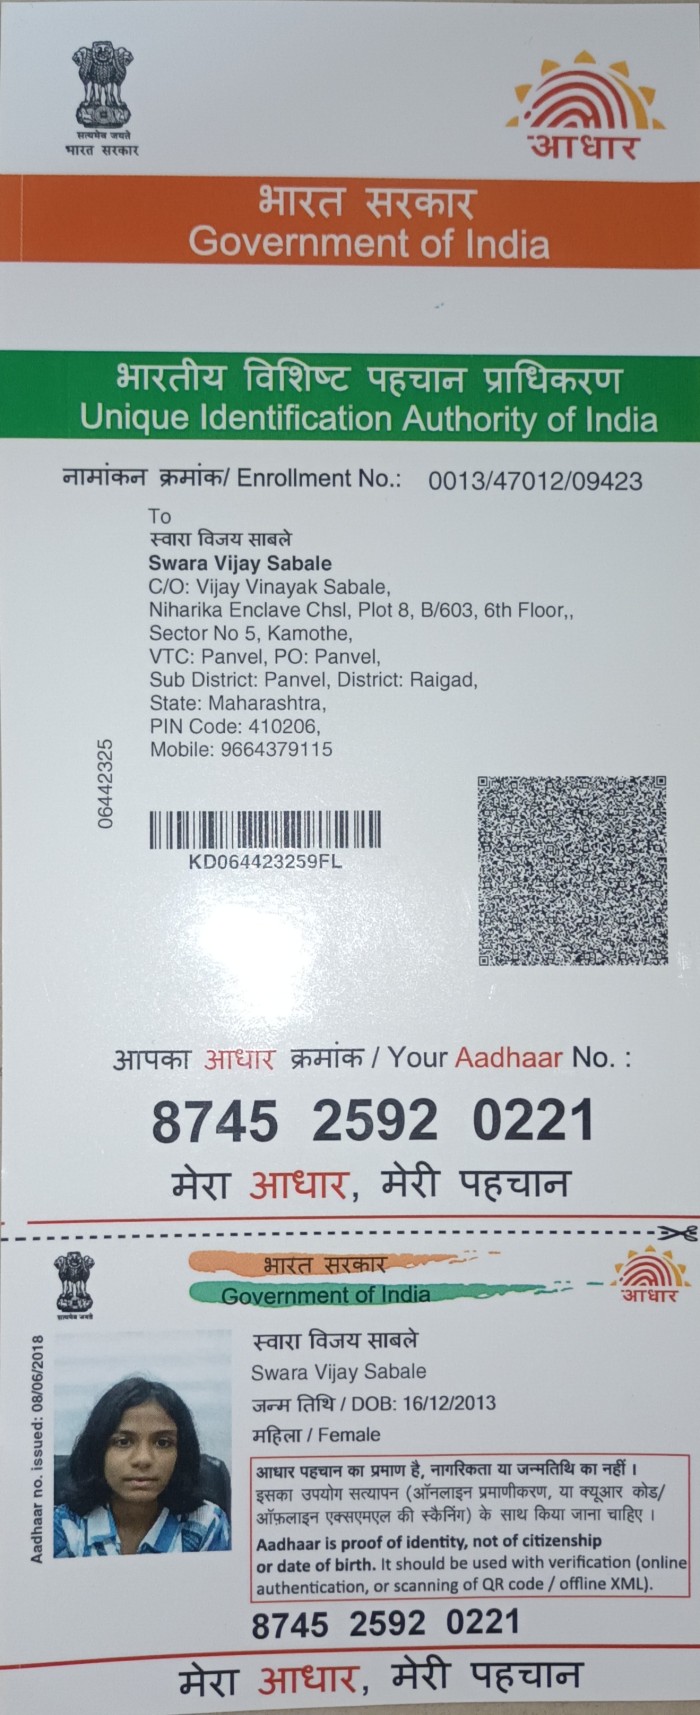 सत्यमेव जयते
भारत सरकार
आधार
भारत सरकार
Government of India
भारतीय विशिष्ट पहचान प्राधिकरण
Unique Identification Authority of India
नामांकन क्रमांक/ Enrollment No.: 0013/47012/09423
To
स्वारा विजय साबले
Swara Vijay Sabale
C/O: Vijay Vinayak Sabale,
Niharika Enclave Chsl, Plot 8, B/603, 6th Floor,,
Sector No 5, Kamothe,
VTC: Panvel, PO: Panvel,
Sub District: Panvel, District: Raigad,
State: Maharashtra,
PIN Code: 410206,
Mobile: 9664379115
06442325
KD064423259FL
आपका आधार क्रमांक / Your Aadhaar No. :
8745 2592 0221
मेरा आधार, मेरी पहचान
भारत सरकार
Government of India
सत्यमेव जयते
आधार
Aadhaar no. issued: 08/06/2018
स्वारा विजय साबले
Swara Vijay Sabale
जन्म तिथि / DOB: 16/12/2013
महिला / Female
आधार पहचान का प्रमाण है, नागरिकता या जन्मतिथि का नहीं ।
इसका उपयोग सत्यापन (ऑनलाइन प्रमाणीकरण, या क्यूआर कोड/
ऑफ़लाइन एक्सएमएल की स्कैनिंग) के साथ किया जाना चाहिए ।
Aadhaar is proof of identity, not of citizenship
or date of birth. It should be used with verification (online
authentication, or scanning of QR code / offline XML).
8745 2592 0221
मेरा आधार, मेरी पहचान